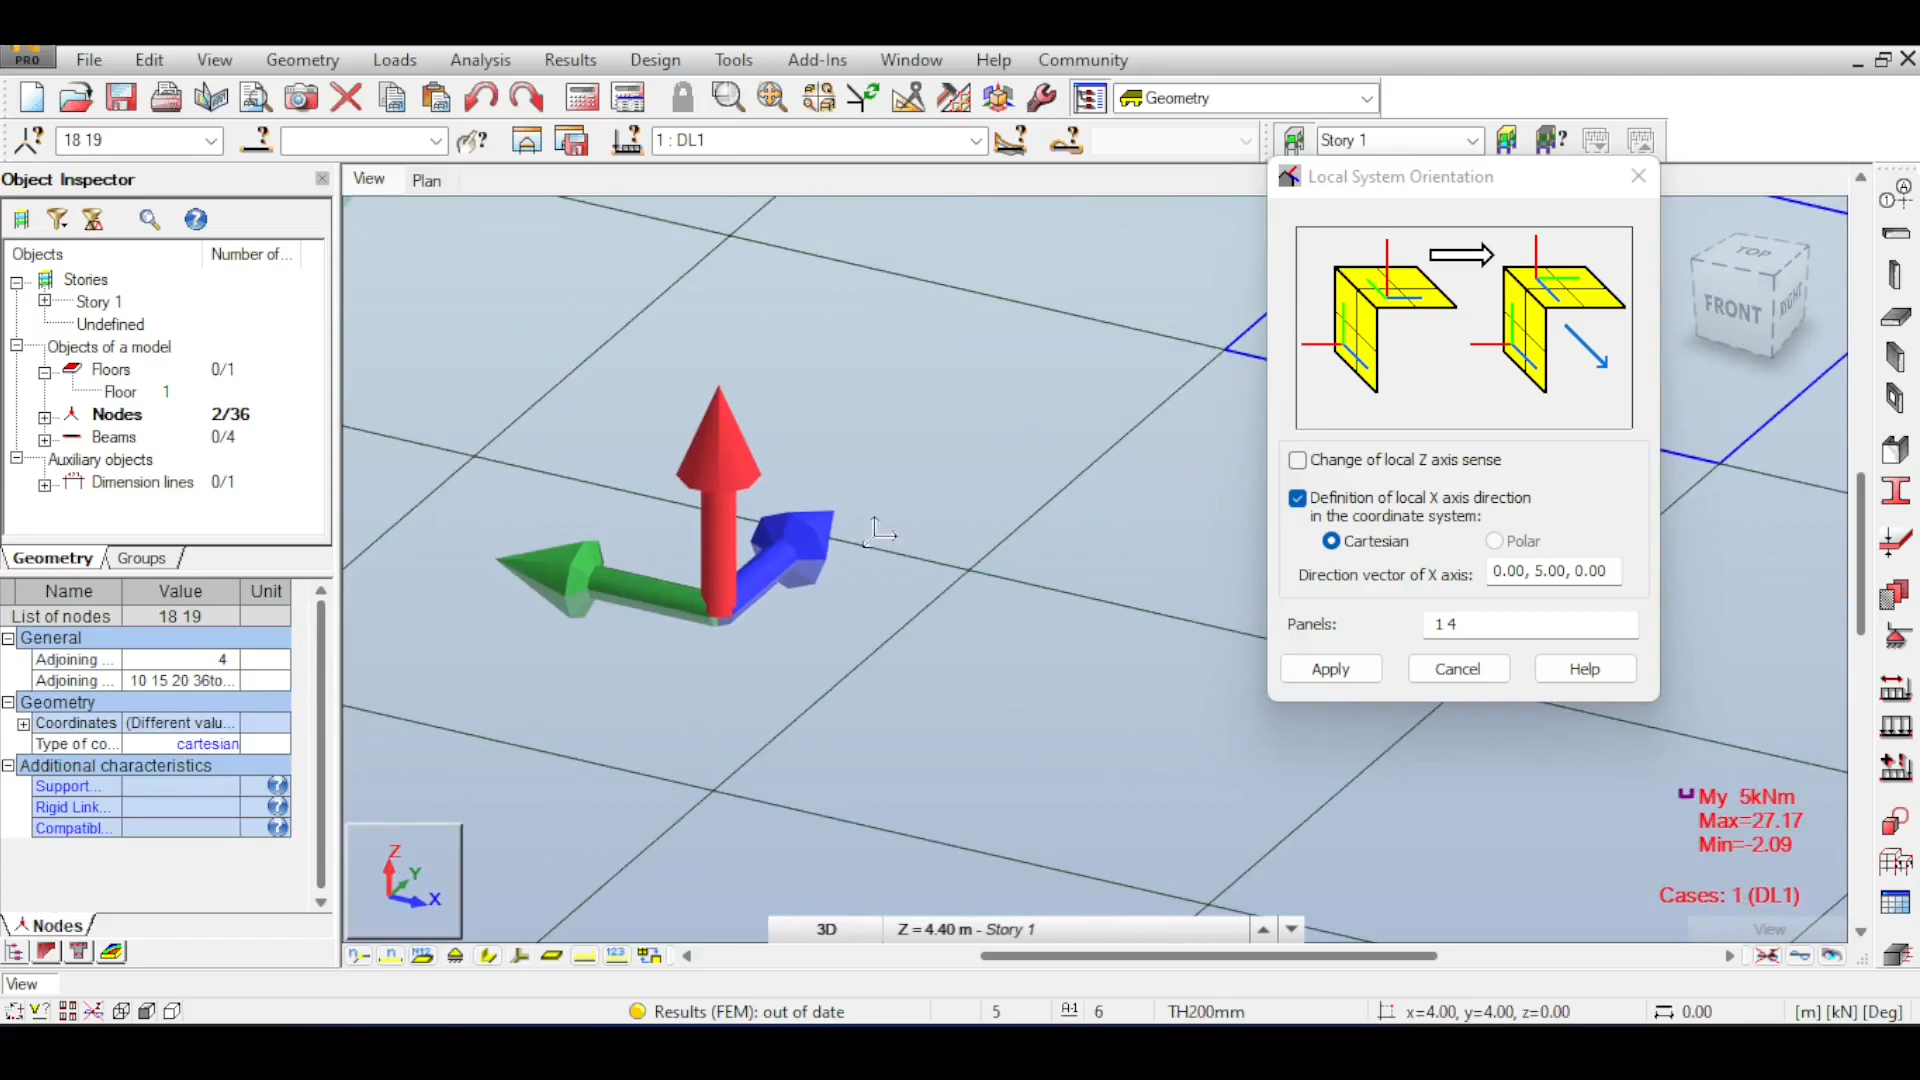 PRO
File Edit View Geometry Loads Analysis Results Design Tools Add-Ins Window Help Community
Geometry
18 19
1 : DL1
Story 1
Object Inspector
View Plan
Local System Orientation
Objects Number of...
Stories
Story 1
Undefined
Objects of a model
Floors 0/1
Floor 1
Nodes 2/36
Beams 0/4
Auxiliary objects
Dimension lines 0/1
Geometry Groups
Name Value Unit
List of nodes 18 19
General
Adjoining ... 4
Adjoining ... 10 15 20 36to...
Geometry
Coordinates (Different valu...
Type of co... cartesian
Additional characteristics
Support...
Rigid Link...
Compatibl...
Nodes
TOP
FRONT
RIGHT
Change of local Z axis sense
Definition of local X axis direction
in the coordinate system:
Cartesian Polar
Direction vector of X axis: 0.00, 5.00, 0.00
Panels: 1 4
Apply Cancel Help
My 5kNm
Max=27.17
Min=-2.09
Cases: 1 (DL1)
Z
Y
X
3D Z = 4.40 m - Story 1
View
View
Results (FEM): out of date 5 6 TH200mm x=4.00, y=4.00, z=0.00 0.00 [m] [kN] [Deg]